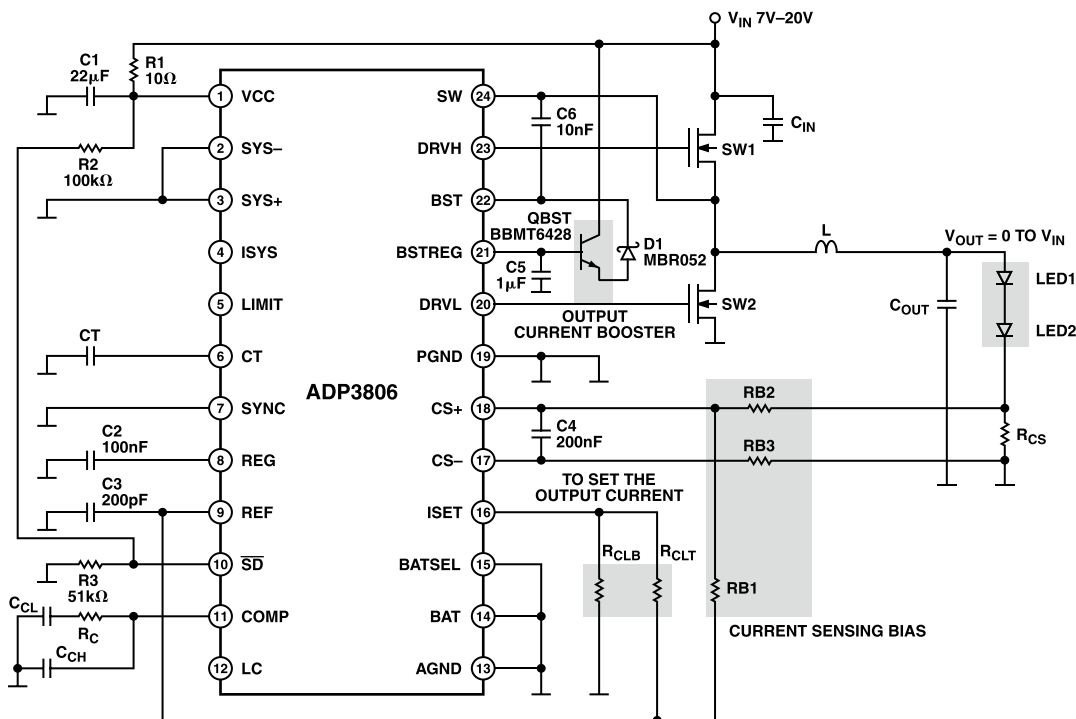 VIN 7V–20V
C1
22μF
R1
10Ω
1 VCC
SW 24
C6
10nF
CIN
2 SYS–
DRVH 23
SW1
R2
100kΩ
3 SYS+
BST 22
QBST
BBMT6428
D1
MBR052
L
VOUT = 0 TO VIN
4 ISYS
BSTREG 21
C5
1μF
LED1
5 LIMIT
DRVL 20
SW2
COUT
OUTPUT
CURRENT BOOSTER
LED2
CT
6 CT
PGND 19
ADP3806
RB2
7 SYNC
CS+ 18
C4
200nF
RCS
C2
100nF
8 REG
CS– 17
RB3
C3
200pF
TO SET THE
OUTPUT CURRENT
9 REF
ISET 16
RCLB
RCLT
10 SD
BATSEL 15
R3
51kΩ
RB1
CCL
RC
11 COMP
BAT 14
CURRENT SENSING BIAS
CCH
12 LC
AGND 13